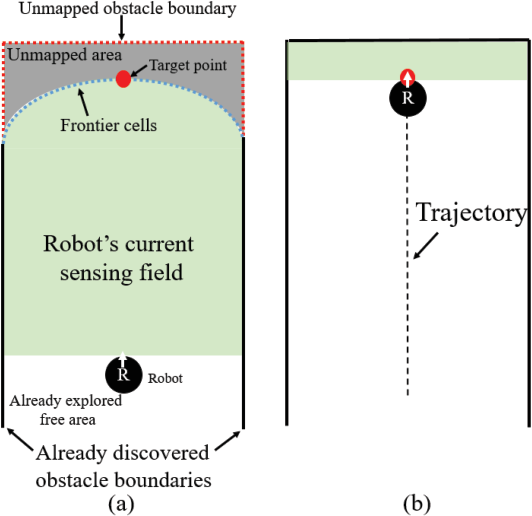 Unmapped obstacle boundary
Unmapped area
Target point
Frontier cells
Robot's current
sensing field
R
Robot
Already explored
free area
Already discovered
obstacle boundaries
(a)
R
Trajectory
(b)